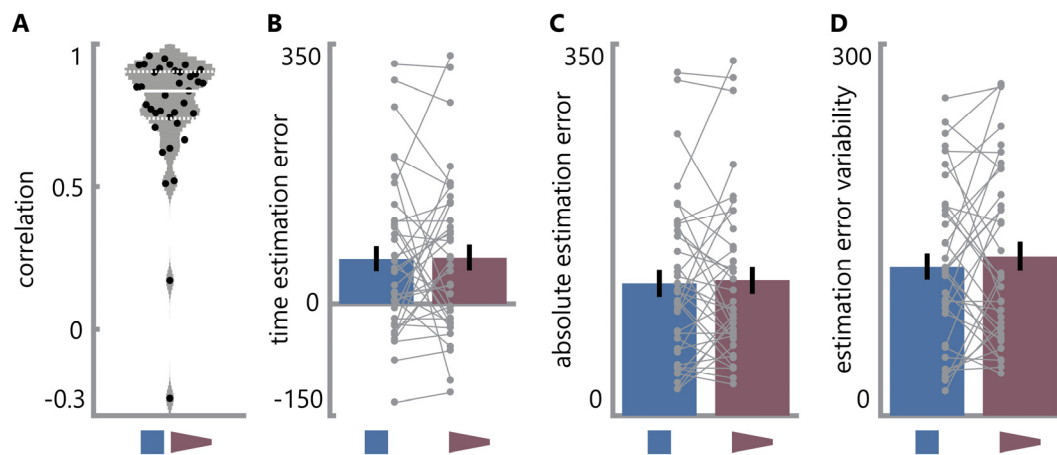 A
correlation
1
0.5
0
-0.3
B
time estimation error
350
0
-150
C
absolute estimation error
350
0
D
estimation error variability
300
0